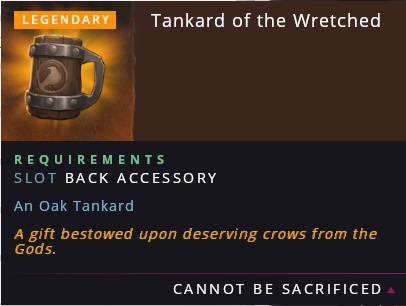 LEGENDARY
Tankard of the Wretched
REQUIREMENTS
SLOT BACK ACCESSORY
An Oak Tankard
A gift bestowed upon deserving crows from the
Gods.
CANNOT BE SACRIFICED